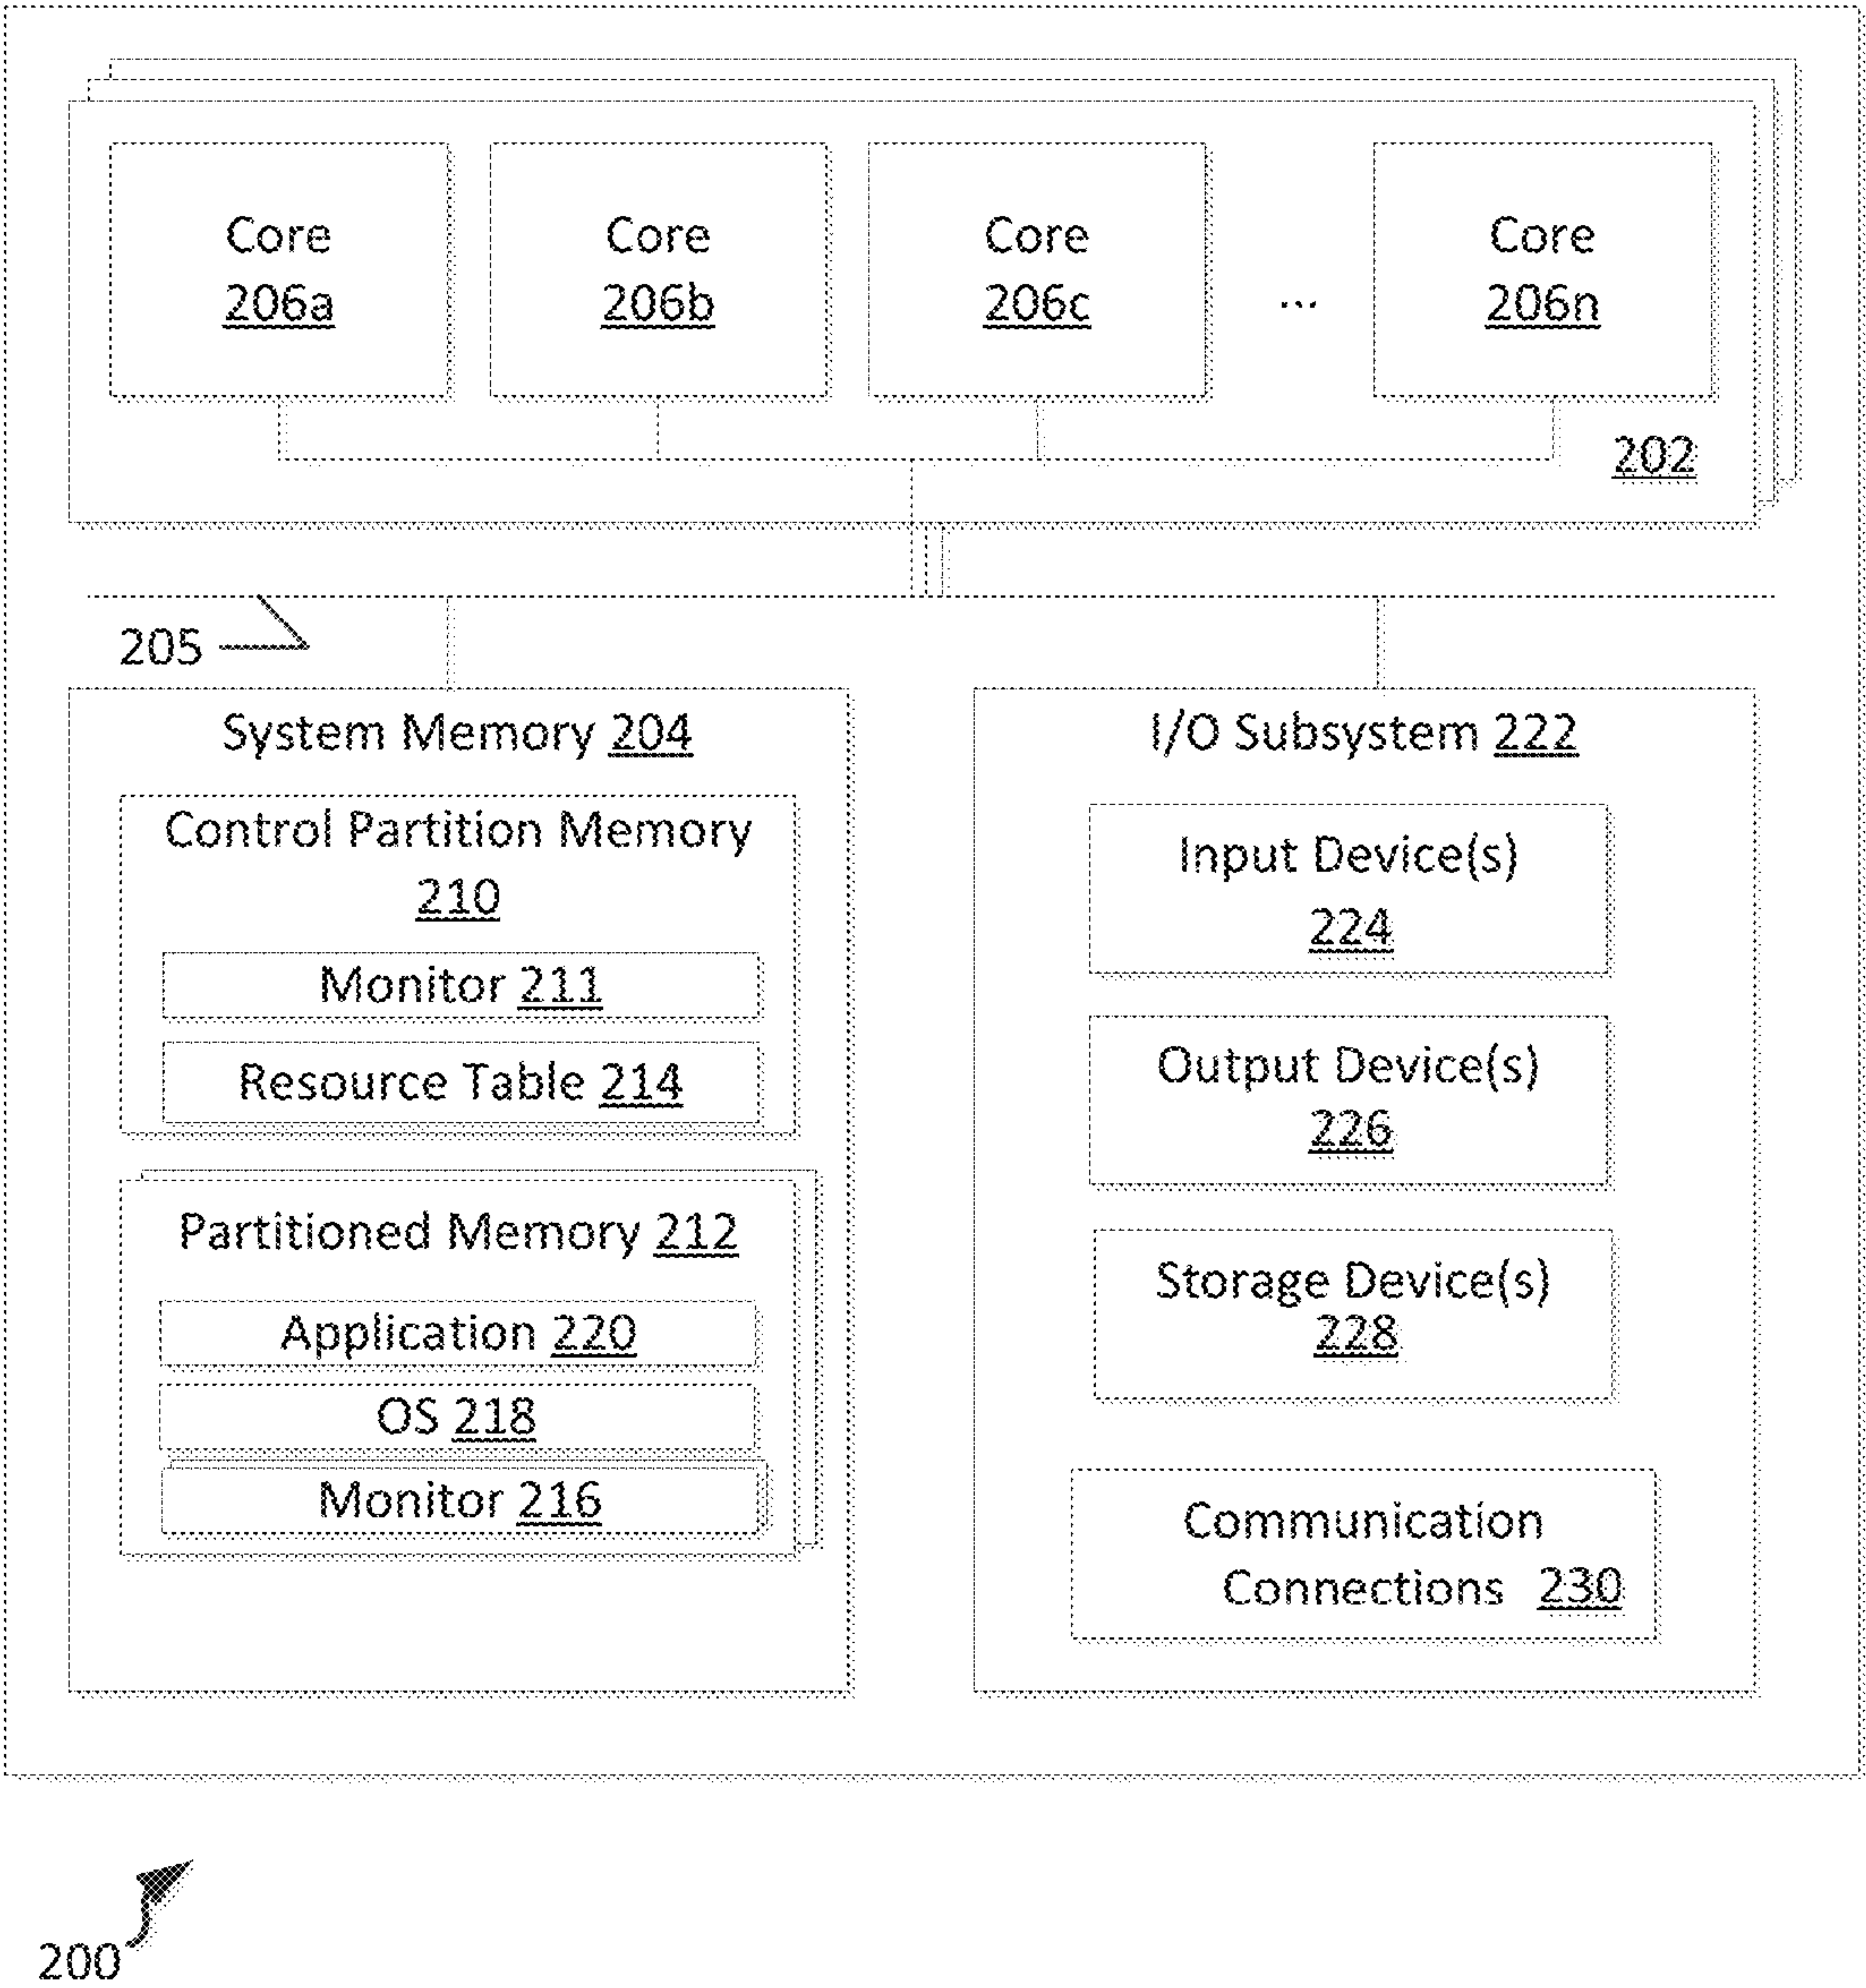 Core
206a
Core
206b
Core
206c
...
Core
206n
202
205
System Memory 204
Control Partition Memory
210
Monitor 211
Resource Table 214
Partitioned Memory 212
Application 220
OS 218
Monitor 216
I/O Subsystem 222
Input Device(s)
224
Output Device(s)
226
Storage Device(s)
228
Communication
Connections 230
200